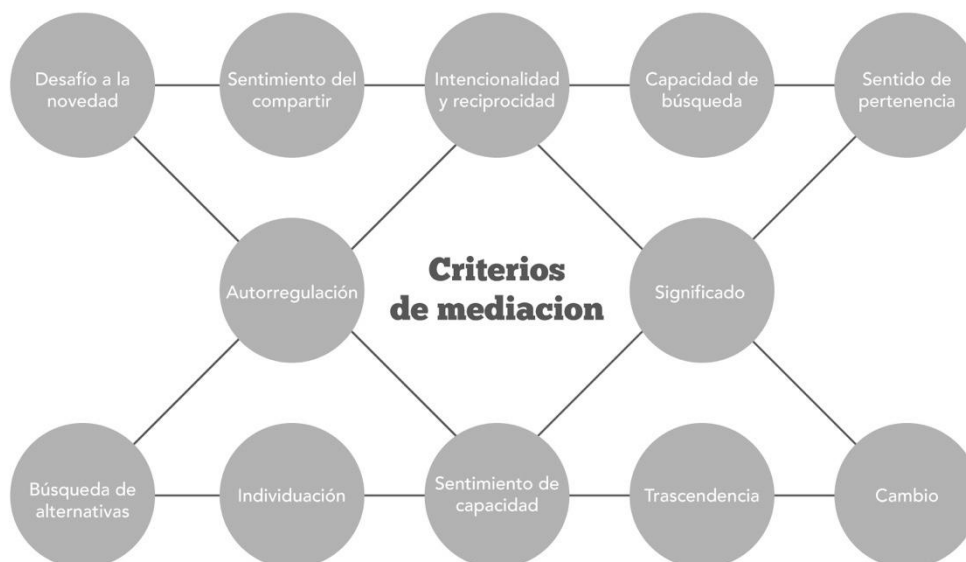 Desafío a la
novedad
Sentimiento del
compartir
Intencionalidad
y reciprocidad
Capacidad de
búsqueda
Sentido de
pertenencia
Autorregulación
Criterios
de mediacion
Significado
Búsqueda de
alternativas
Individuación
Sentimiento de
capacidad
Trascendencia
Cambio